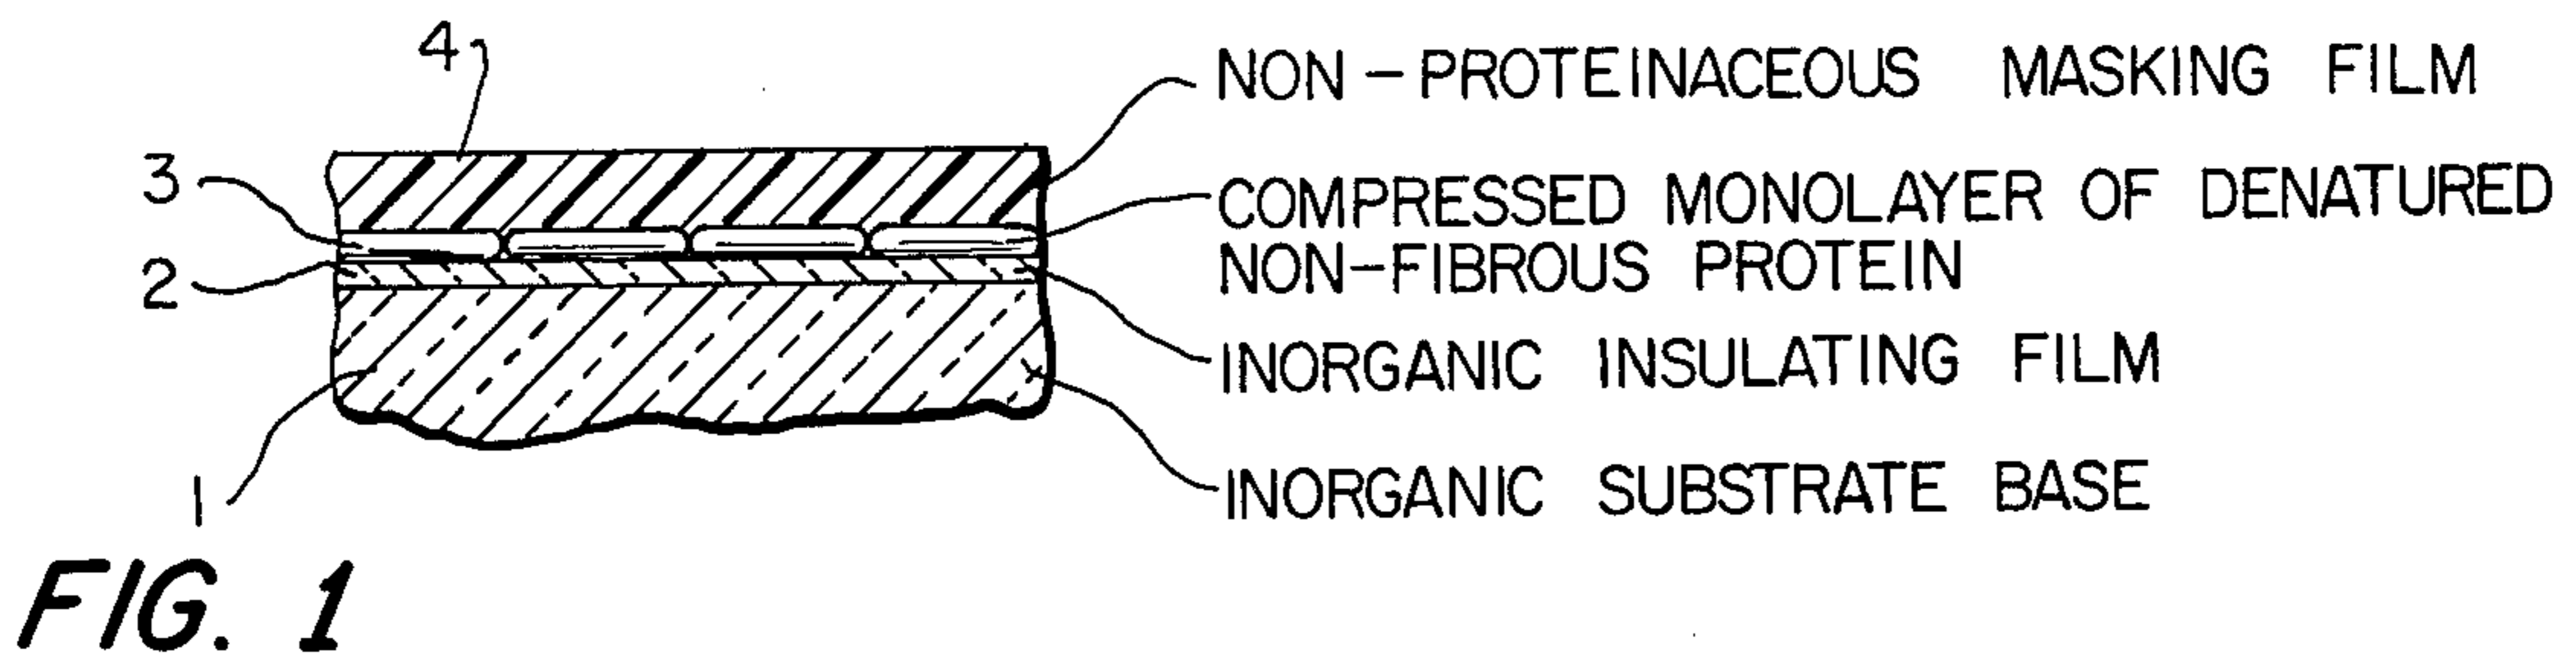 4
NON-PROTEINACEOUS MASKING FILM
3
COMPRESSED MONOLAYER OF DENATURED
NON-FIBROUS PROTEIN
2
INORGANIC INSULATING FILM
1
INORGANIC SUBSTRATE BASE
FIG. 1